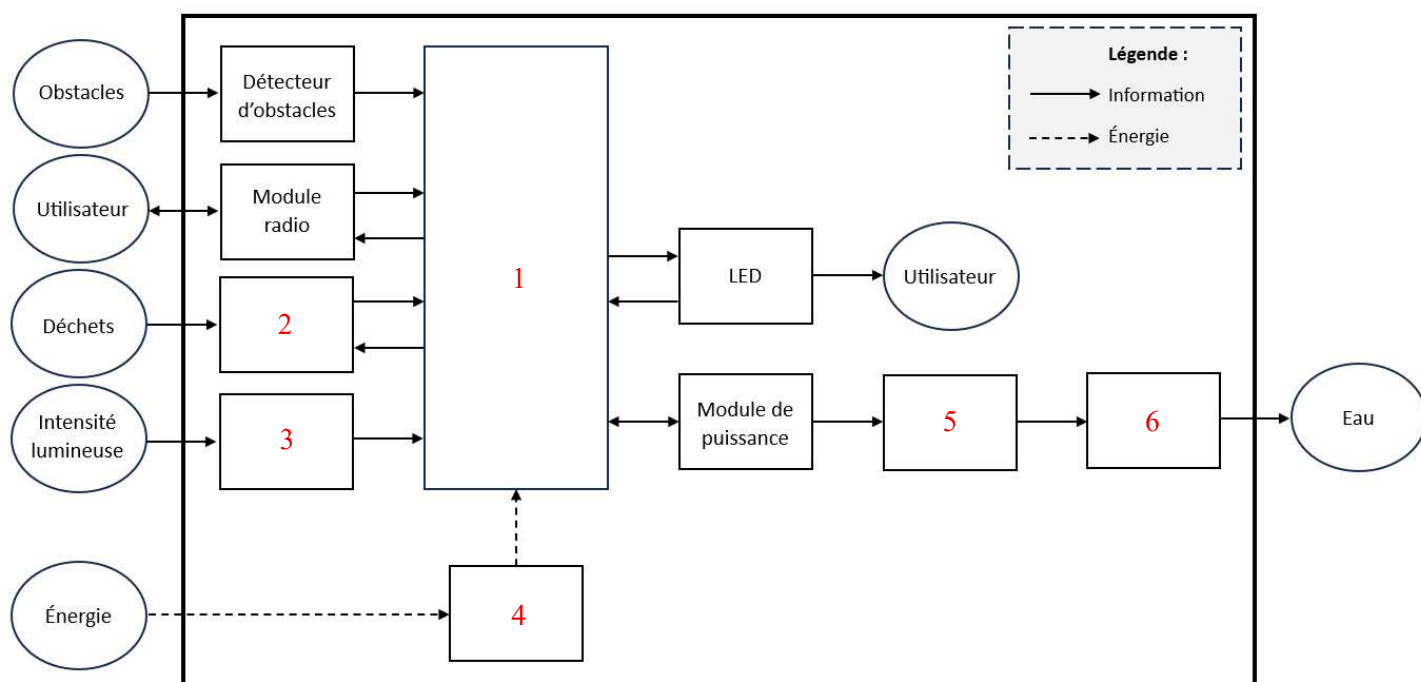 Obstacles
Détecteur
d'obstacles
Légende :
Information
Énergie
Utilisateur
Module
radio
1
LED
Utilisateur
Déchets
2
Intensité
lumineuse
3
Module de
puissance
5
6
Eau
Énergie
4